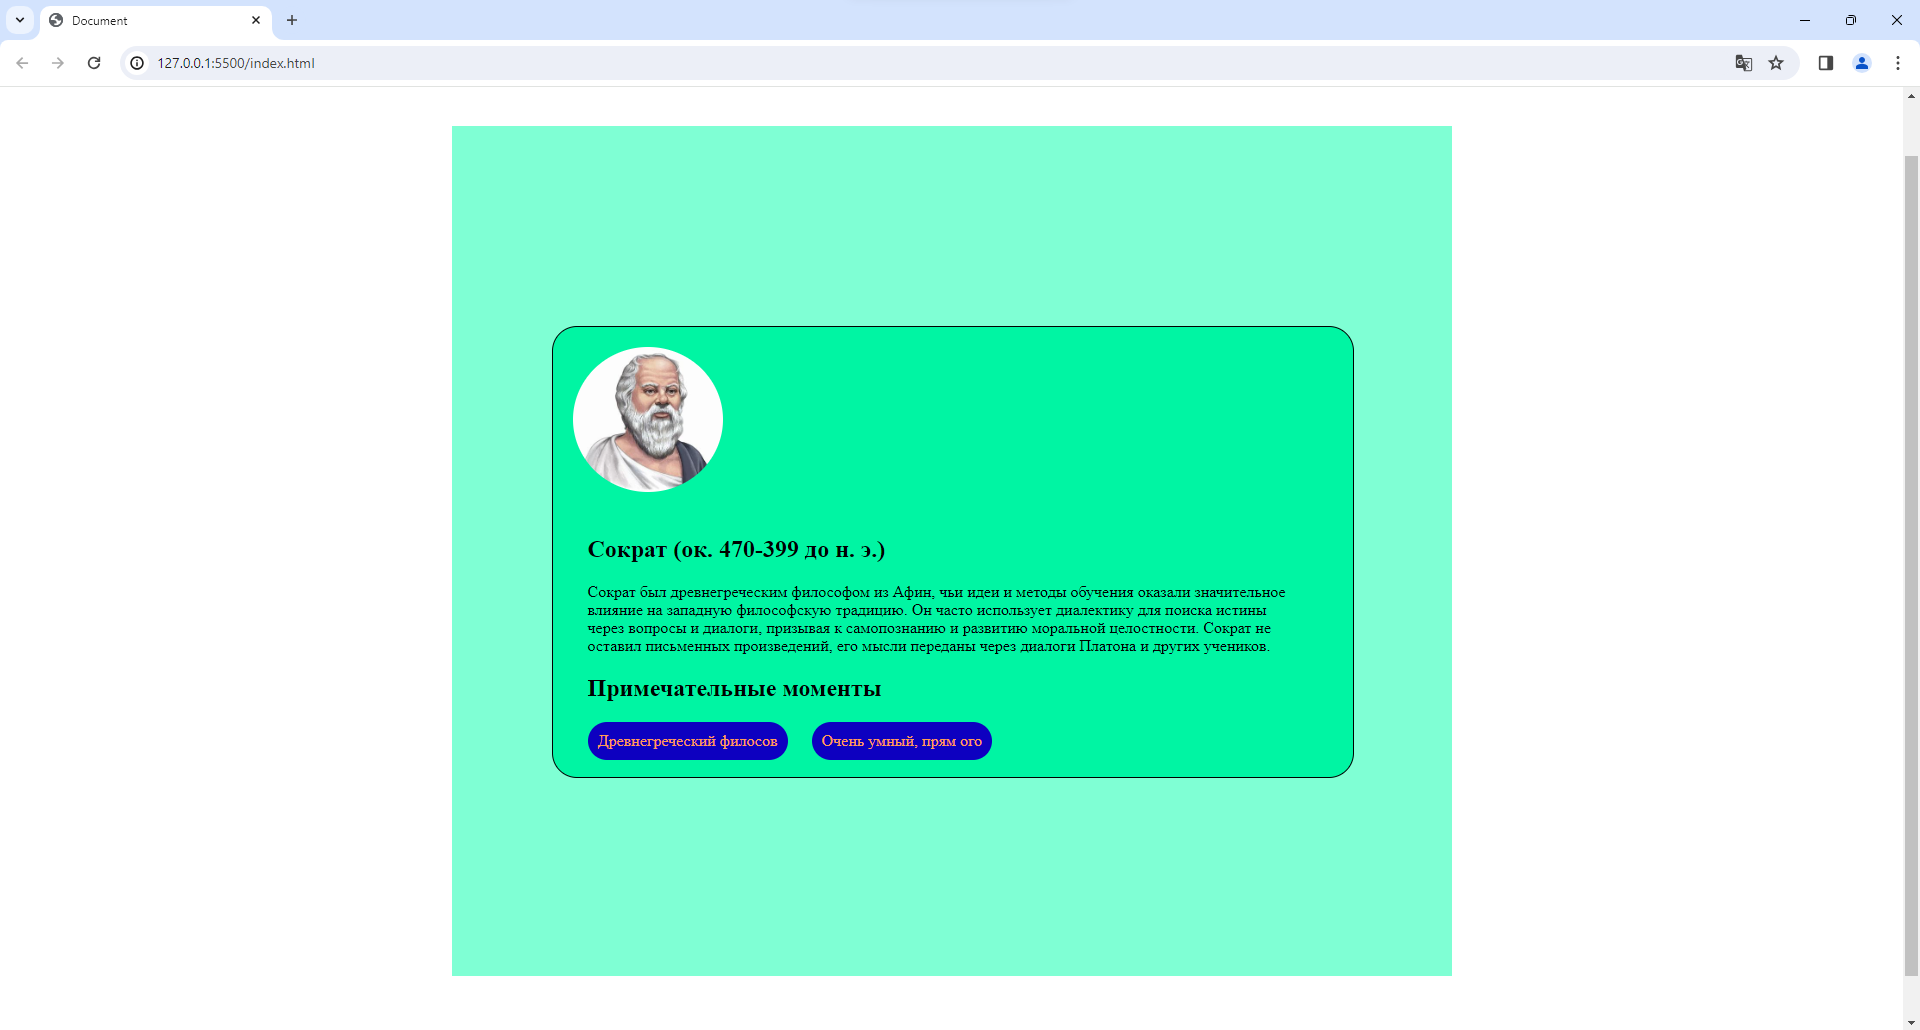 Document
127.0.0.1:5500/index.html
Сократ (ок. 470-399 до н. э.)
Сократ был древнегреческим философом из Афин, чьи идеи и методы обучения оказали значительное
влияние на западную философскую традицию. Он часто использует диалектику для поиска истины
через вопросы и диалоги, призывая к самопознанию и развитию моральной целостности. Сократ не
оставил письменных произведений, его мысли переданы через диалоги Платона и других учеников.
Примечательные моменты
Древнегреческий филосов
Очень умный, прям ого